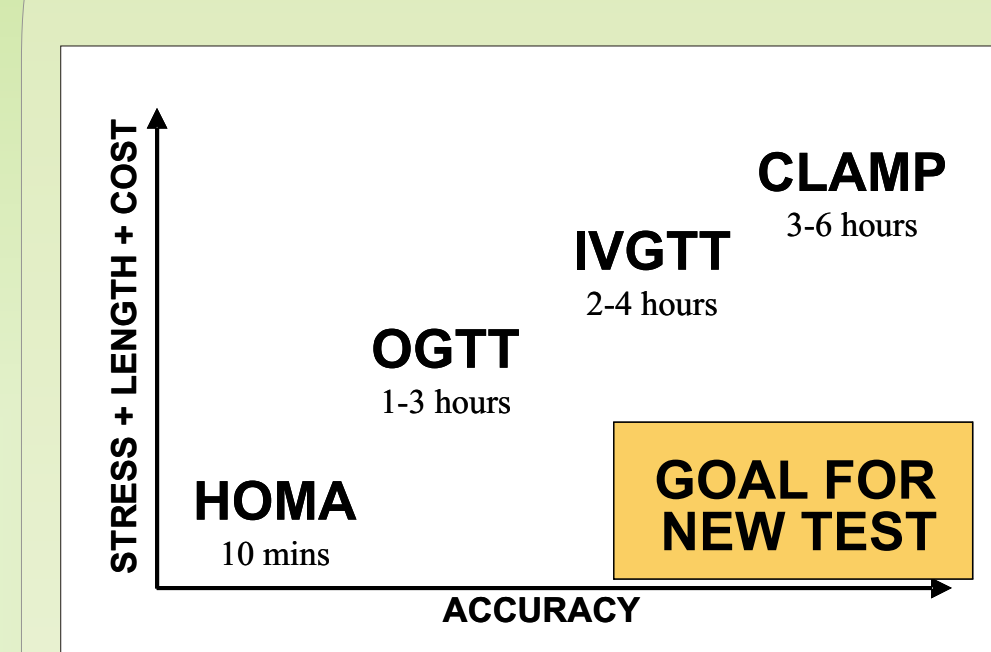 STRESS + LENGTH + COST
CLAMP
3-6 hours
IVGTT
2-4 hours
OGTT
1-3 hours
HOMA
10 mins
GOAL FOR
NEW TEST
ACCURACY